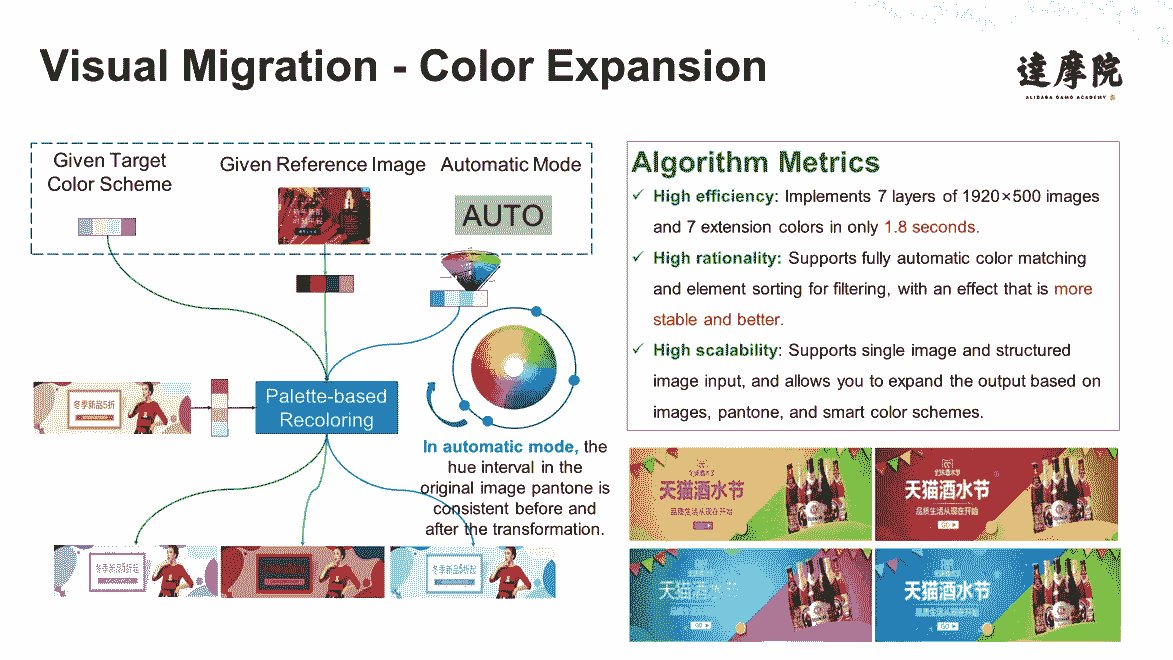 Visual Migration - Color Expansion
達摩院
ALIBABA DAMO ACADEMY
Given Target
Color Scheme
Given Reference Image
Automatic Mode
AUTO
冬季新品5折
Palette-based
Recoloring
In automatic mode, the
hue interval in the
original image pantone is
consistent before and
after the transformation.
冬季新品5折起
冬季新品5折起
Algorithm Metrics
✓ High efficiency: Implements 7 layers of 1920×500 images
and 7 extension colors in only 1.8 seconds.
✓ High rationality: Supports fully automatic color matching
and element sorting for filtering, with an effect that is more
stable and better.
✓ High scalability: Supports single image and structured
image input, and allows you to expand the output based on
images, pantone, and smart color schemes.
天猫酒水节
品质生活从现在开始
天猫酒水节
品质生活从现在开始
GO
天猫酒水节
GO
天猫酒水节
品质生活从现在开始
GO